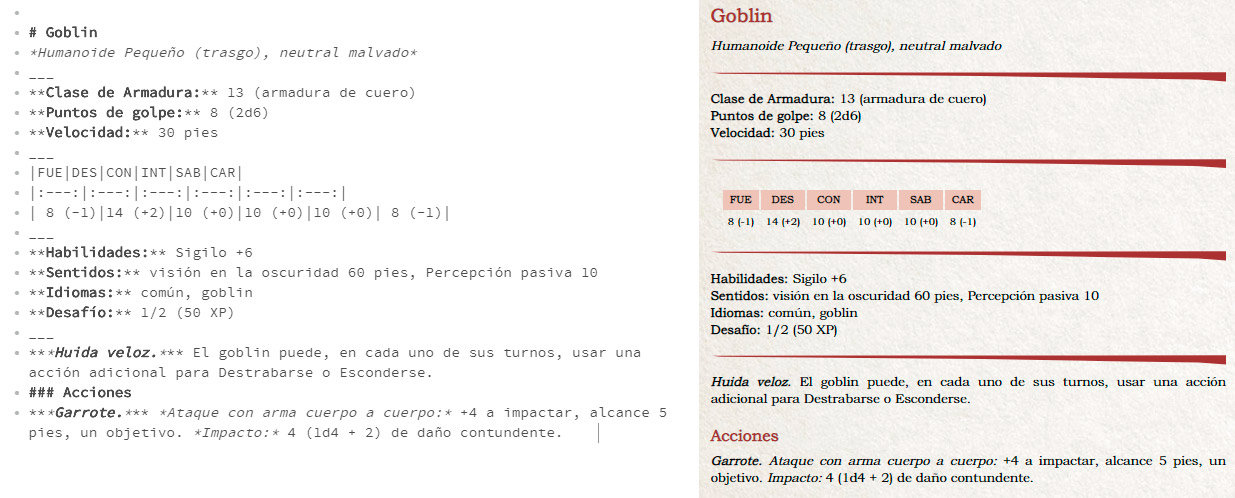 # Goblin
*Humanoide Pequeño (trasgo), neutral malvado*
___
**Clase de Armadura:** 13 (armadura de cuero)
**Puntos de golpe:** 8 (2d6)
**Velocidad:** 30 pies
___
|FUE|DES|CON|INT|SAB|CAR|
|:---:|:---:|:---:|:---:|:---:|:---:|
| 8 (-1)|14 (+2)|10 (+0)|10 (+0)|10 (+0)| 8 (-1)|
___
**Habilidades:** Sigilo +6
**Sentidos:** visión en la oscuridad 60 pies, Percepción pasiva 10
**Idiomas:** común, goblin
**Desafío:** 1/2 (50 XP)
___
***Huida veloz.*** El goblin puede, en cada uno de sus turnos, usar una
acción adicional para Destrabarse o Esconderse.
### Acciones
***Garrote.*** *Ataque con arma cuerpo a cuerpo:* +4 a impactar, alcance 5
pies, un objetivo. *Impacto:* 4 (1d4 + 2) de daño contundente.
Goblin
Humanoide Pequeño (trasgo), neutral malvado
Clase de Armadura: 13 (armadura de cuero)
Puntos de golpe: 8 (2d6)
Velocidad: 30 pies
FUE DES CON INT SAB CAR
8 (-1) 14 (+2) 10 (+0) 10 (+0) 10 (+0) 8 (-1)
Habilidades: Sigilo +6
Sentidos: visión en la oscuridad 60 pies, Percepción pasiva 10
Idiomas: común, goblin
Desafío: 1/2 (50 XP)
Huida veloz. El goblin puede, en cada uno de sus turnos, usar una acción
adicional para Destrabarse o Esconderse.
Acciones
Garrote. Ataque con arma cuerpo a cuerpo: +4 a impactar, alcance 5 pies, un
objetivo. Impacto: 4 (1d4 + 2) de daño contundente.